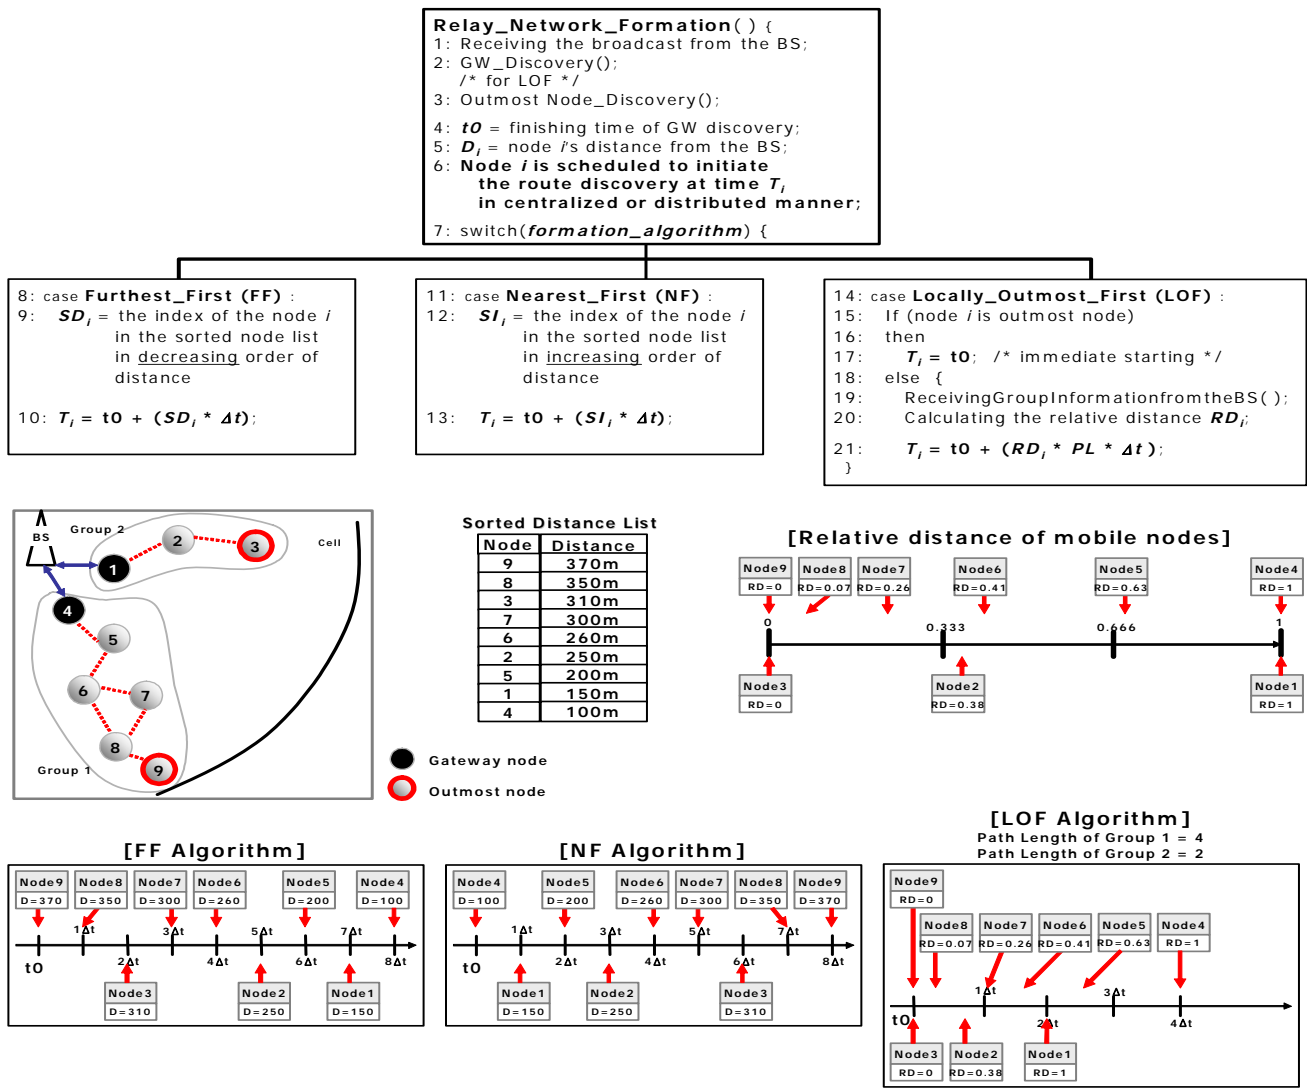 Relay_Network_Formation( ) {
1: Receiving the broadcast from the BS;
2: GW_Discovery();
/* for LOF */
3: Outmost Node_Discovery();
4: t0 = finishing time of GW discovery;
5: Di = node i's distance from the BS;
6: Node i is scheduled to initiate
the route discovery at time Ti
in centralized or distributed manner;
7: switch(formation_algorithm) {
8: case Furthest_First (FF) :
9: SDi = the index of the node i
in the sorted node list
in decreasing order of
distance
10: Ti = t0 + (SDi * Δt);
11: case Nearest_First (NF) :
12: SIi = the index of the node i
in the sorted node list
in increasing order of
distance
13: Ti = t0 + (SIi * Δt);
14: case Locally_Outmost_First (LOF) :
15: If (node i is outmost node)
16: then
17: Ti = t0; /* immediate starting */
18: else {
19: ReceivingGroupInformationfromtheBS( );
20: Calculating the relative distance RDi;
21: Ti = t0 + (RDi * PL * Δt );
}
BS
Group 2
Cell
1
2
3
4
5
6
7
8
9
Group 1
Sorted Distance List
Node Distance
9 370m
8 350m
3 310m
7 300m
6 260m
2 250m
5 200m
1 150m
4 100m
Gateway node
Outmost node
[Relative distance of mobile nodes]
Node9 Node8 Node7 Node6 Node5 Node4
RD=0 RD=0.07 RD=0.26 RD=0.41 RD=0.63 RD=1
0 0.333 0.666 1
Node3 Node2 Node1
RD=0 RD=0.38 RD=1
[FF Algorithm]
Node9 Node8 Node7 Node6 Node5 Node4
D=370 D=350 D=300 D=260 D=200 D=100
1Δt 3Δt 5Δt 7Δt
t0 2Δt 4Δt 6Δt 8Δt
Node3 Node2 Node1
D=310 D=250 D=150
[NF Algorithm]
Node4 Node5 Node6 Node7 Node8 Node9
D=100 D=200 D=260 D=300 D=350 D=370
1Δt 3Δt 5Δt 7Δt
t0 2Δt 4Δt 6Δt 8Δt
Node1 Node2 Node3
D=150 D=250 D=310
[LOF Algorithm]
Path Length of Group 1 = 4
Path Length of Group 2 = 2
Node9
RD=0
Node8 Node7 Node6 Node5 Node4
RD=0.07 RD=0.26 RD=0.41 RD=0.63 RD=1
1Δt 3Δt
t0 2Δt 4Δt
Node3 Node2 Node1
RD=0 RD=0.38 RD=1